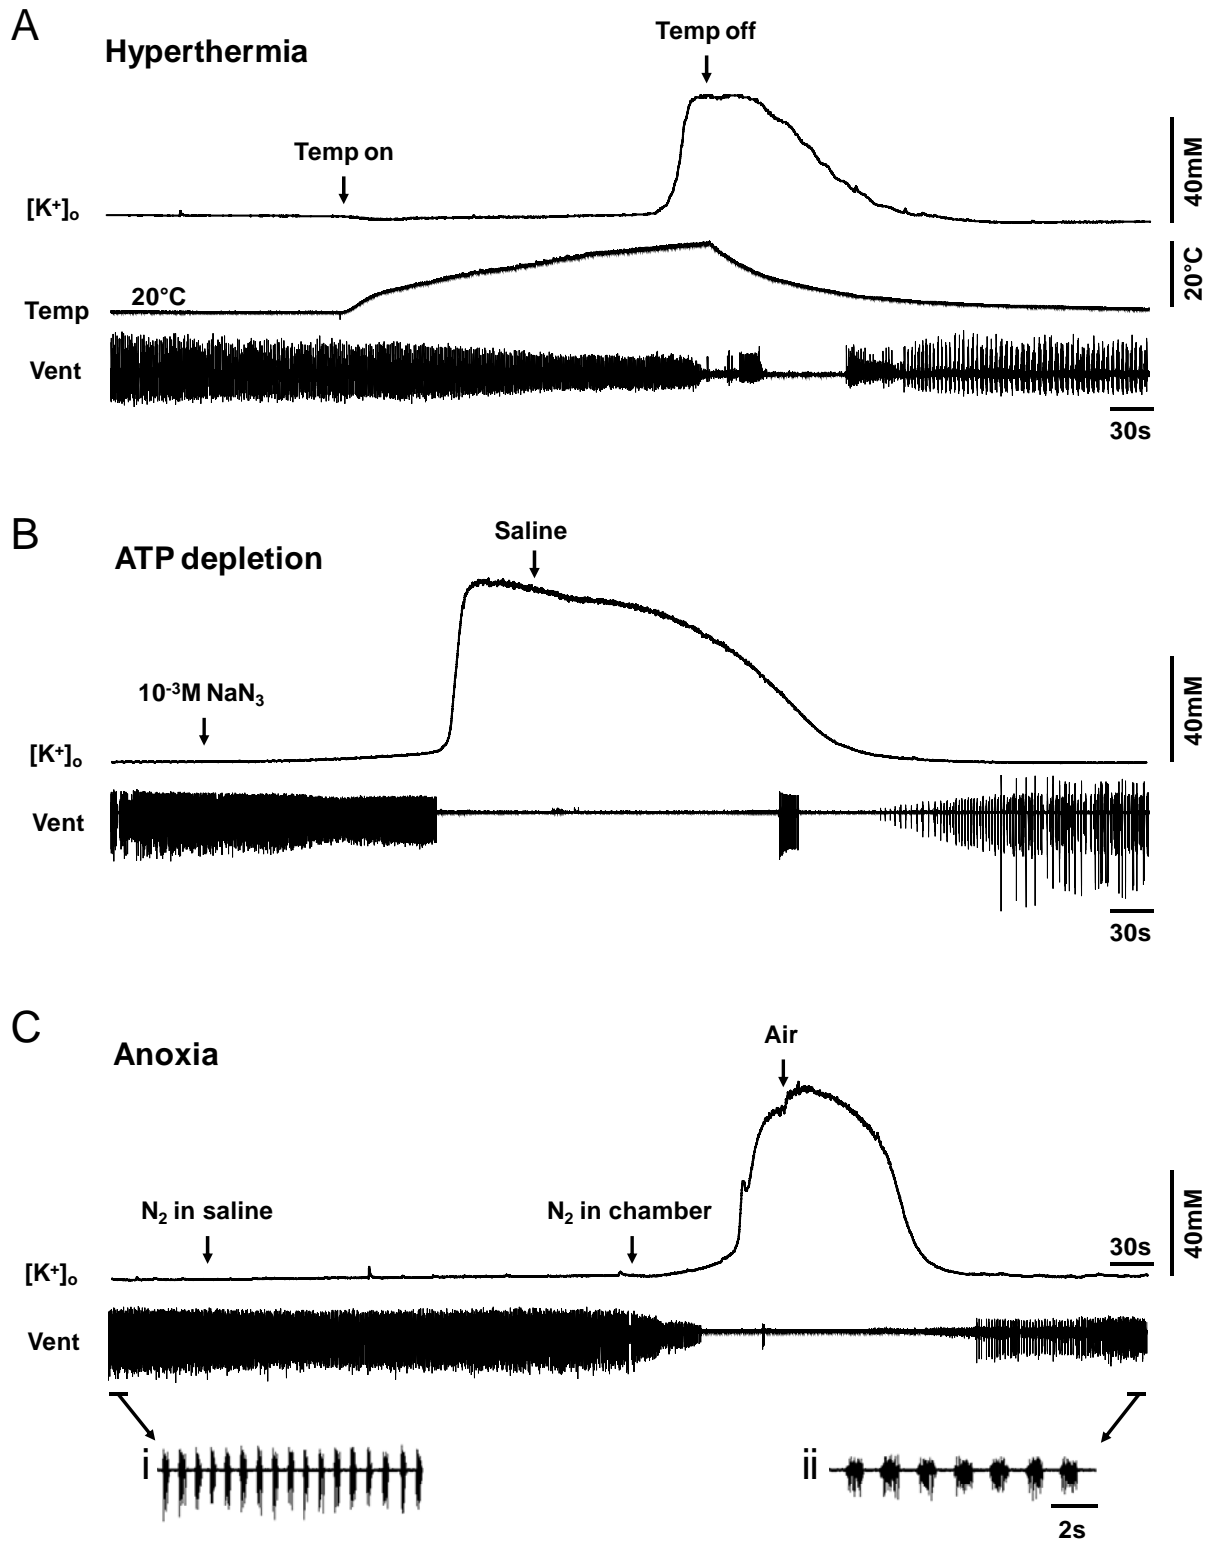 A
Hyperthermia
Temp off
Temp on
[K⁺]ₒ
40mM
20°C
Temp
20°C
Vent
30s
B
ATP depletion
Saline
10⁻³M NaN₃
[K⁺]ₒ
40mM
Vent
30s
C
Anoxia
Air
N₂ in saline
N₂ in chamber
[K⁺]ₒ
30s
40mM
Vent
i
ii
2s